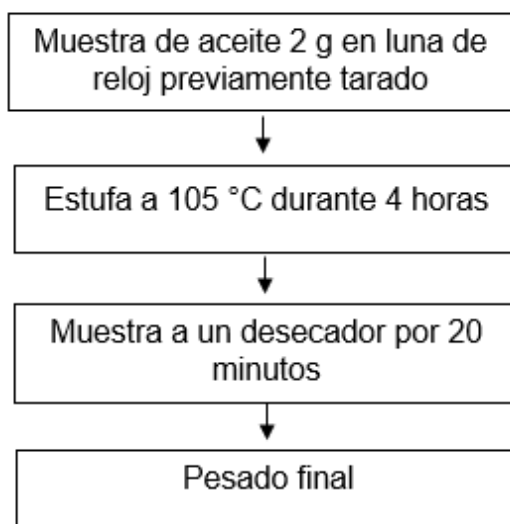 Muestra de aceite 2 g en luna de
reloj previamente tarado
Estufa a 105 °C durante 4 horas
Muestra a un desecador por 20
minutos
Pesado final